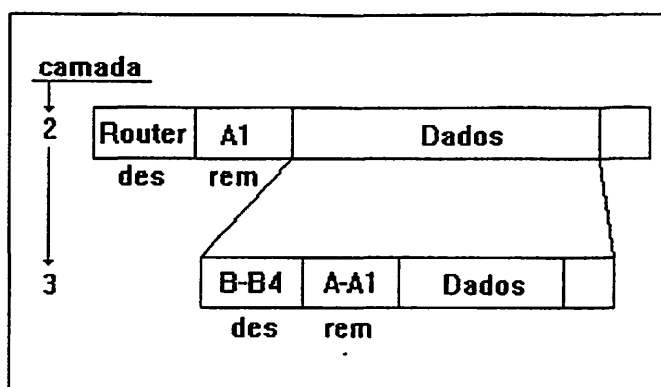 camada
2 Router A1 Dados
des rem
3 B-B4 A-A1 Dados
des rem